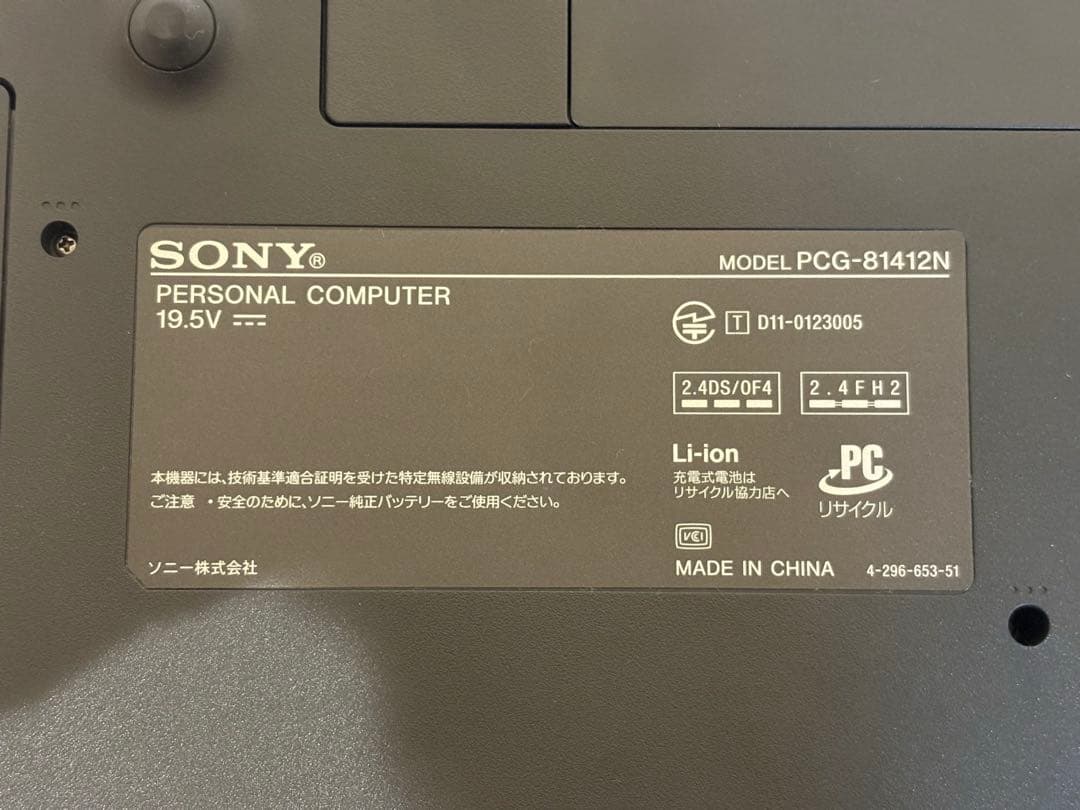 SONY®
MODEL PCG-81412N
PERSONAL COMPUTER
19.5V
T D11-0123005
2.4DS/OF4
2.4FH2
Li-ion
充電式電池は
リサイクル協力店へ
PC
リサイクル
本機器には、技術基準適合証明を受けた特定無線設備が収納されております。
ご注意 ・安全のために、ソニー純正バッテリーをご使用ください。
VCI
ソニー株式会社
MADE IN CHINA
4-296-653-51